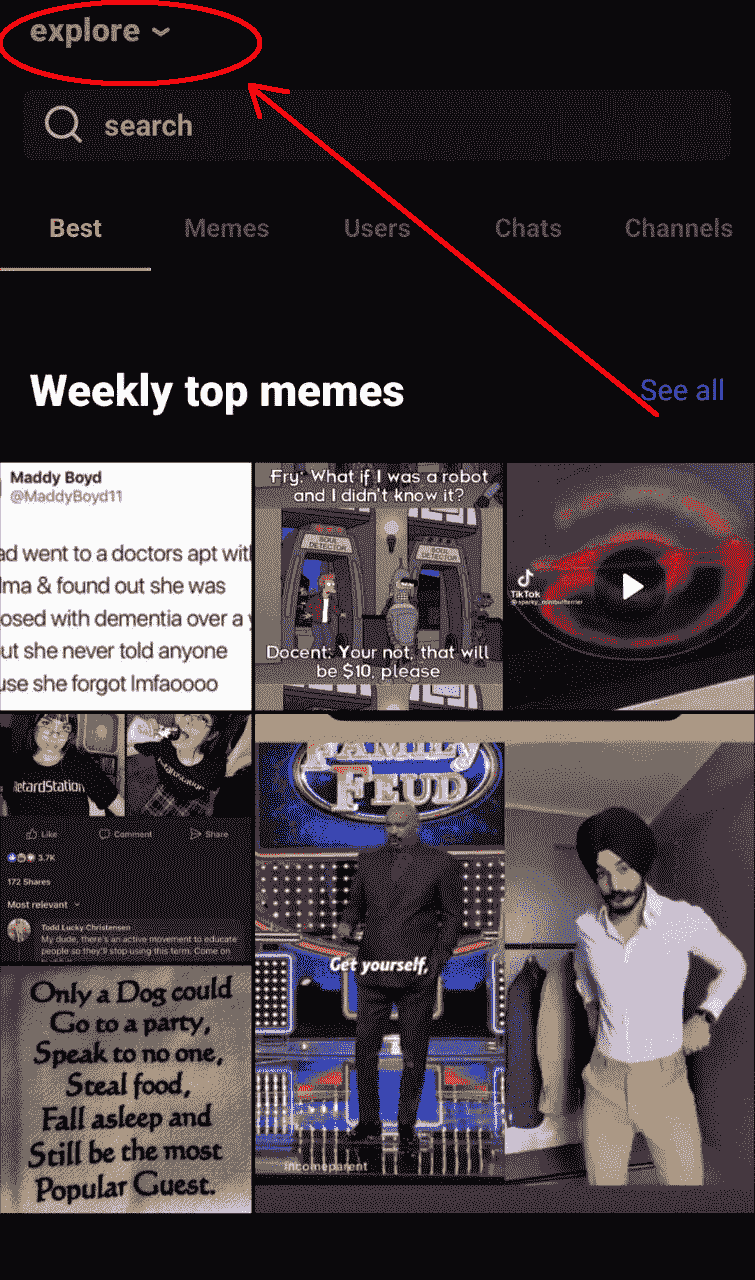 explore
search
Best Memes Users Chats Channels
Weekly top memes
See all
Maddy Boyd
@MaddyBoyd11
ad went to a doctors apt with
lma & found out she was
osed with dementia over a y
ut she never told anyone
use she forgot lmfaoooo
Fry: What if I was a robot
and I didn't know it?
SOUL
DETECTOR
SOUL
DETECTOR
Docent: Your not, that will
be $10, please
TikTok
RetardStation
Like Comment Share
3.7K
172 Shares
Most relevant
Todd Lucky Christensen
My dude, there's an active movement to educate
people so they'll stop using this term. Come on
Only a Dog could
Go to a party,
Speak to no one,
Steal food,
Fall asleep and
Still be the most
Popular Guest.
FAMILY
FEUD
Get yourself,
incomeparent